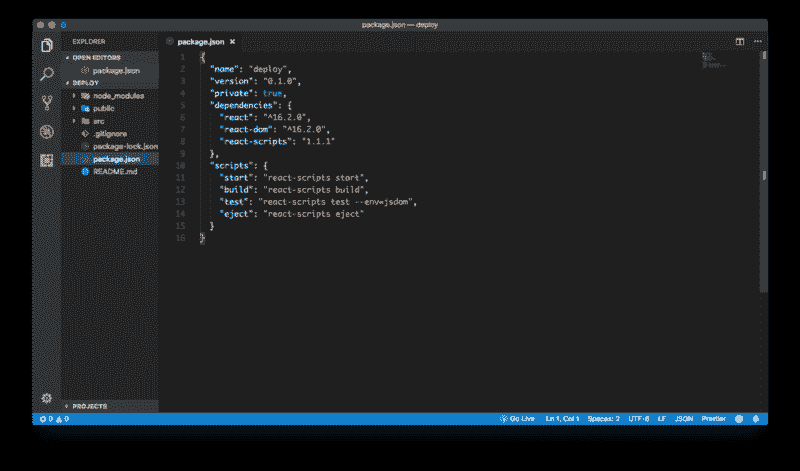 package.json — deploy
EXPLORER
OPEN EDITORS
package.json
DEPLOY
node_modules
public
src
.gitignore
package-lock.json
package.json
README.md
PROJECTS
package.json ×
1 {
2 "name": "deploy",
3 "version": "0.1.0",
4 "private": true,
5 "dependencies": {
6 "react": "^16.2.0",
7 "react-dom": "^16.2.0",
8 "react-scripts": "1.1.1"
9 },
10 "scripts": {
11 "start": "react-scripts start",
12 "build": "react-scripts build",
13 "test": "react-scripts test --env=jsdom",
14 "eject": "react-scripts eject"
15 }
16 }
0 0 Go Live Ln 1, Col 1 Spaces: 2 UTF-8 LF JSON Prettier